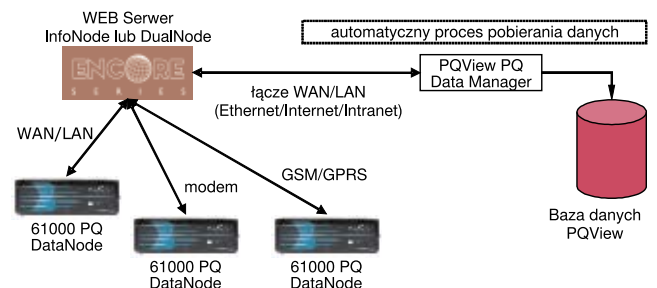 WEB Serwer
InfoNode lub DualNode
automatyczny proces pobierania danych
ENCORE
SERIES
PQView PQ
Data Manager
łącze WAN/LAN
(Ethernet/Internet/Intranet)
WAN/LAN
modem
GSM/GPRS
61000 PQ
DataNode
61000 PQ
DataNode
61000 PQ
DataNode
Baza danych
PQView